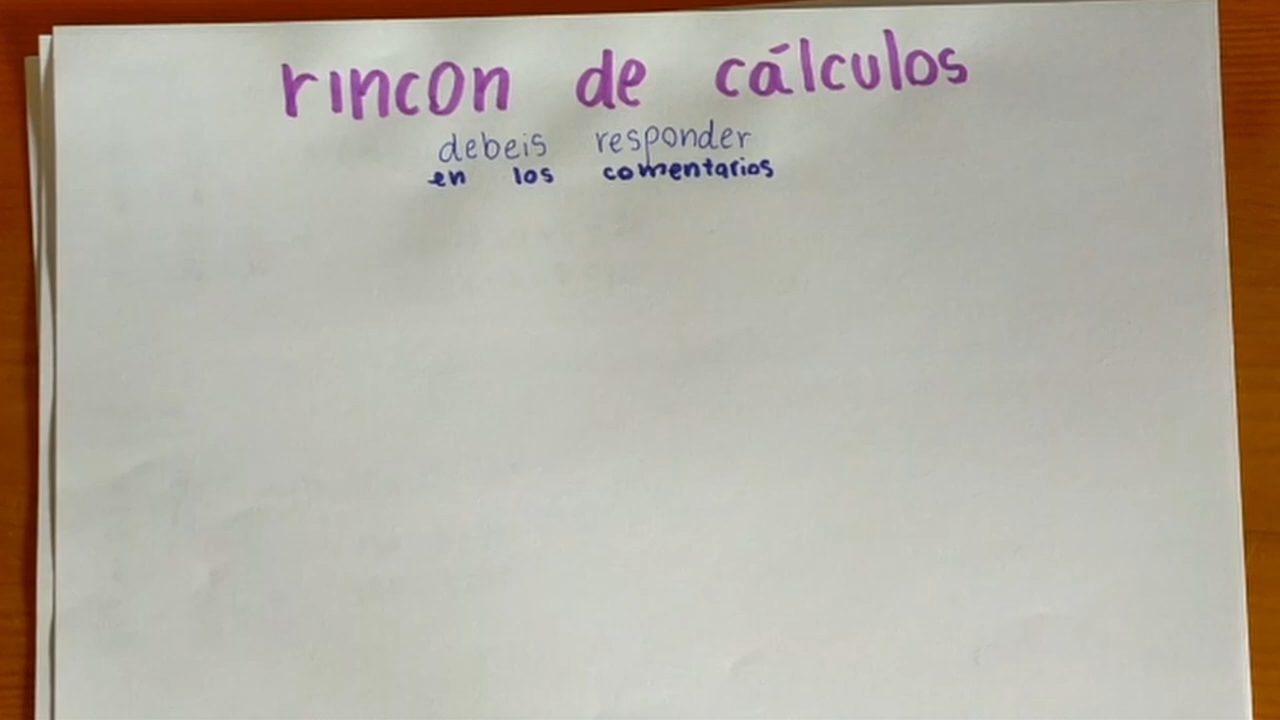 rincon de cálculos
debeis responder
en los comentarios